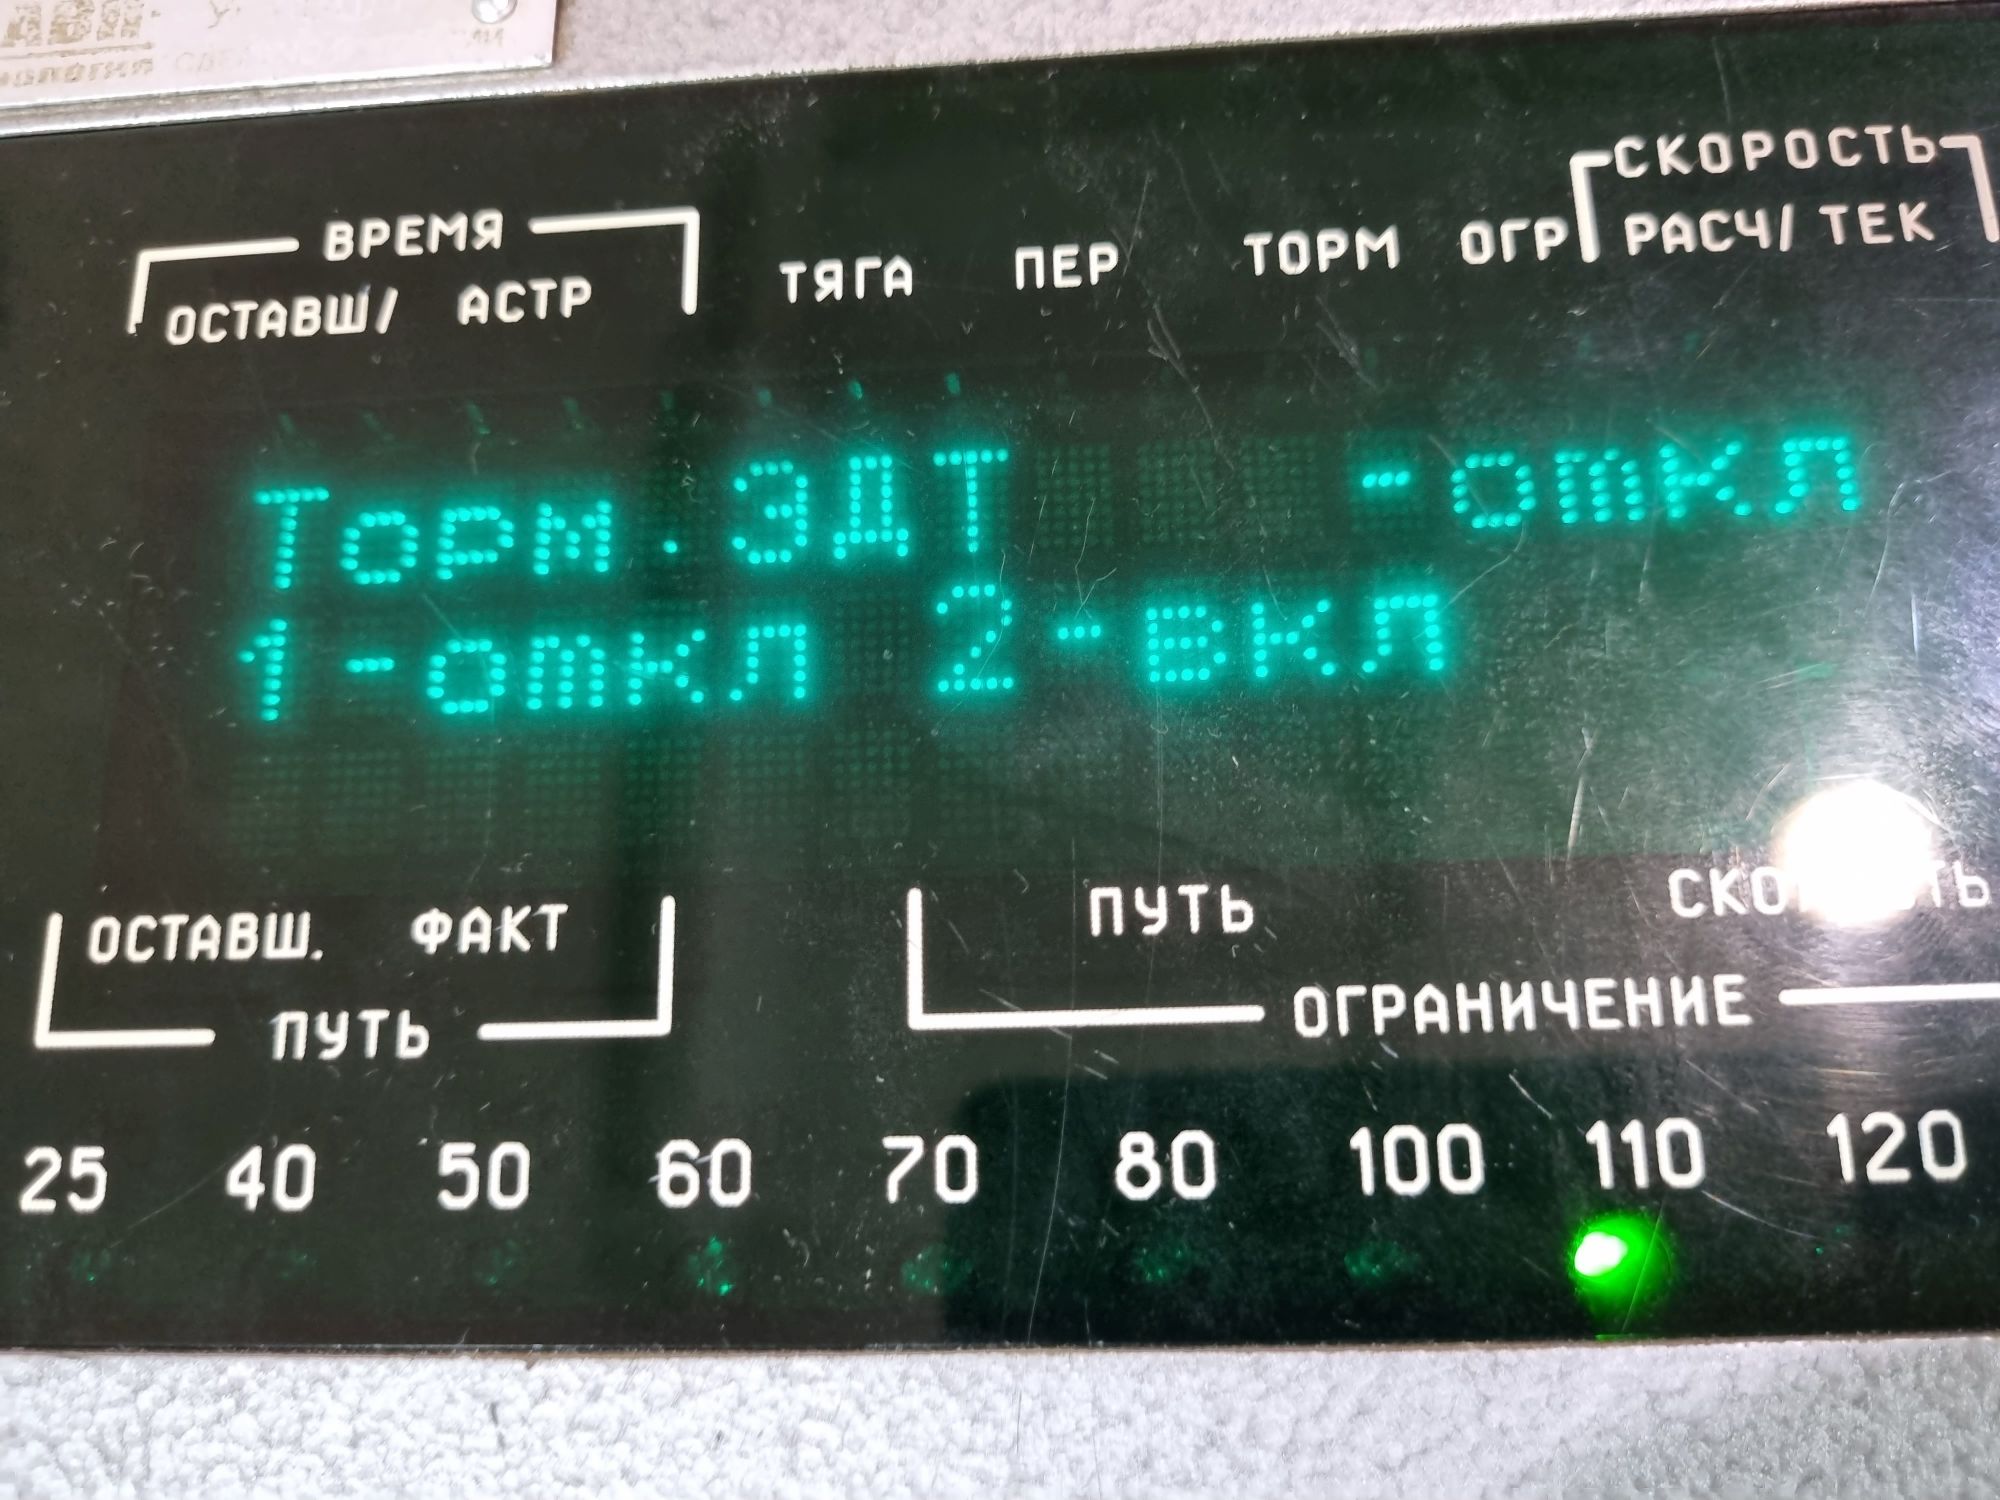 ВРЕМЯ
ОСТАВШ/ АСТР
ТЯГА ПЕР ТОРМ ОГР
СКОРОСТЬ
РАСЧ/ ТЕК
Торм.ЭДТ -откл
1-откл 2-вкл
ОСТАВШ. ФАКТ
ПУТЬ
ПУТЬ СКОРОСТЬ
ОГРАНИЧЕНИЕ
25 40 50 60 70 80 100 110 120